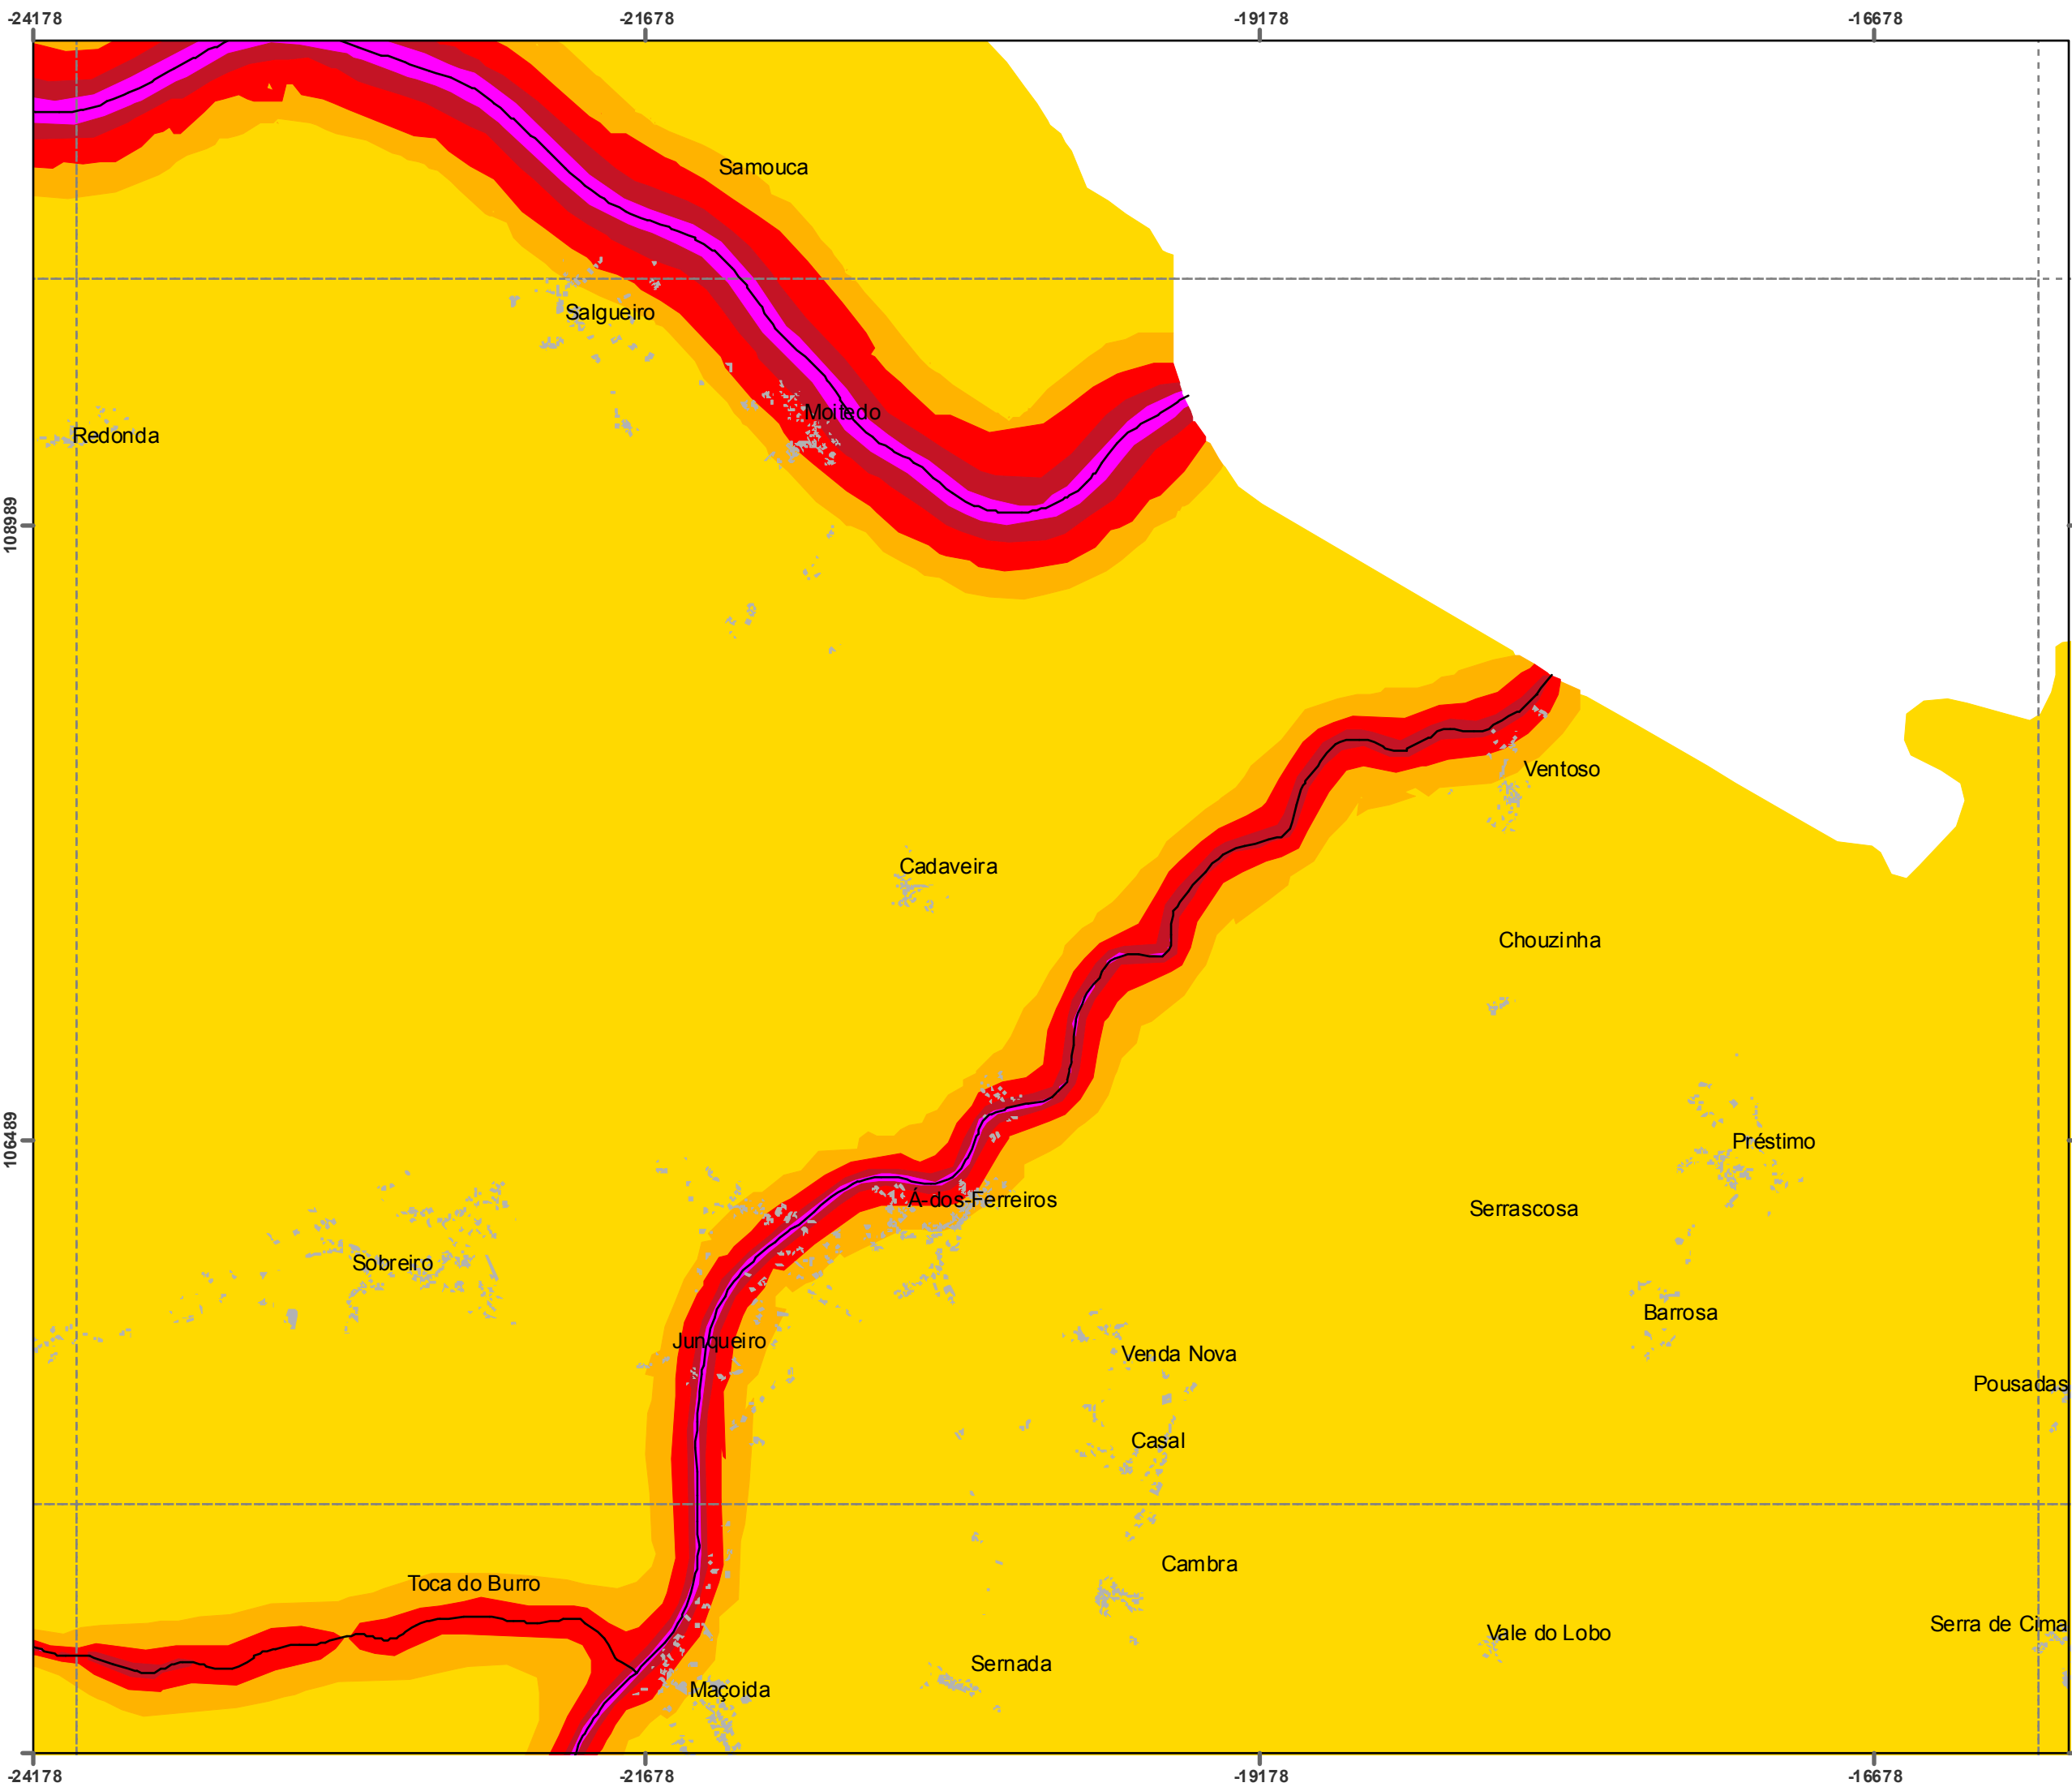 -24178 -21678 -19178 -16678
Samouca
Salgueiro
Moitedo
Redonda
108989
Ventoso
Cadaveira
Chouzinha
106489
Préstimo
Á-dos-Ferreiros
Serrascosa
Sobreiro
Barrosa
Junqueiro
Venda Nova
Pousadas
Casal
Cambra
Toca do Burro
Serra de Cima
Vale do Lobo
Sernada
Maçoida
-24178 -21678 -19178 -16678